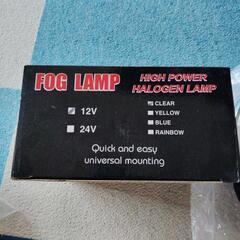 FOG LAMP
HIGH POWER
HALOGEN LAMP
12V
24V
CLEAR
YELLOW
BLUE
RAINBOW
Quick and easy
universal mounting